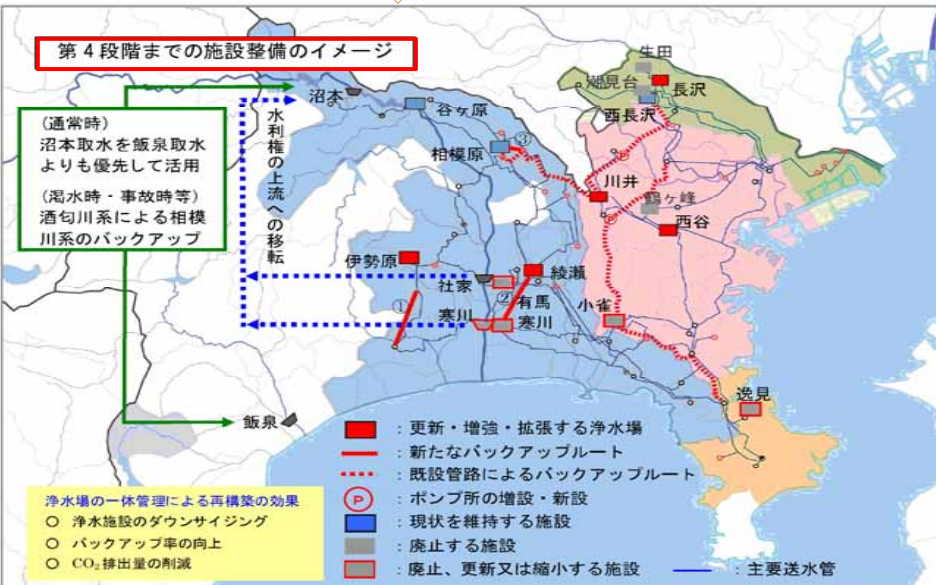 第４段階までの施設整備のイメージ
(通常時)
沼本取水を飯泉取水
よりも優先して活用
(渇水時・事故時等)
酒匂川系による相模
川系のバックアップ
水利権の上流への移転
沼本
谷ヶ原
相模原
③
生田
潮見台
長沢
西長沢
P
川井
鶴ヶ峰
P
西谷
伊勢原
①
社家
綾瀬
②
有馬
寒川
寒川
小雀
逸見
飯泉
：更新・増強・拡張する浄水場
：新たなバックアップルート
：既設管路によるバックアップルート
P
：ポンプ所の増設・新設
：現状を維持する施設
：廃止する施設
：廃止、更新又は縮小する施設
：主要送水管
浄水場の一体管理による再構築の効果
○ 浄水施設のダウンサイジング
○ バックアップ率の向上
○ CO₂排出量の削減